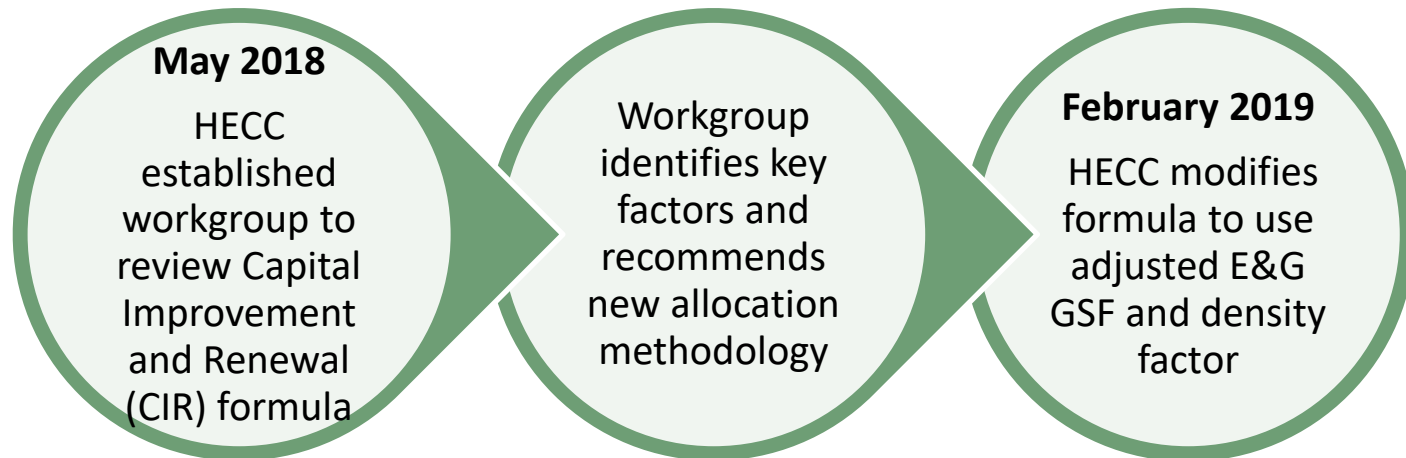 May 2018
HECC
established
workgroup to
review Capital
Improvement
and Renewal
(CIR) formula
Workgroup
identifies key
factors and
recommends
new allocation
methodology
February 2019
HECC modifies
formula to use
adjusted E&G
GSF and density
factor